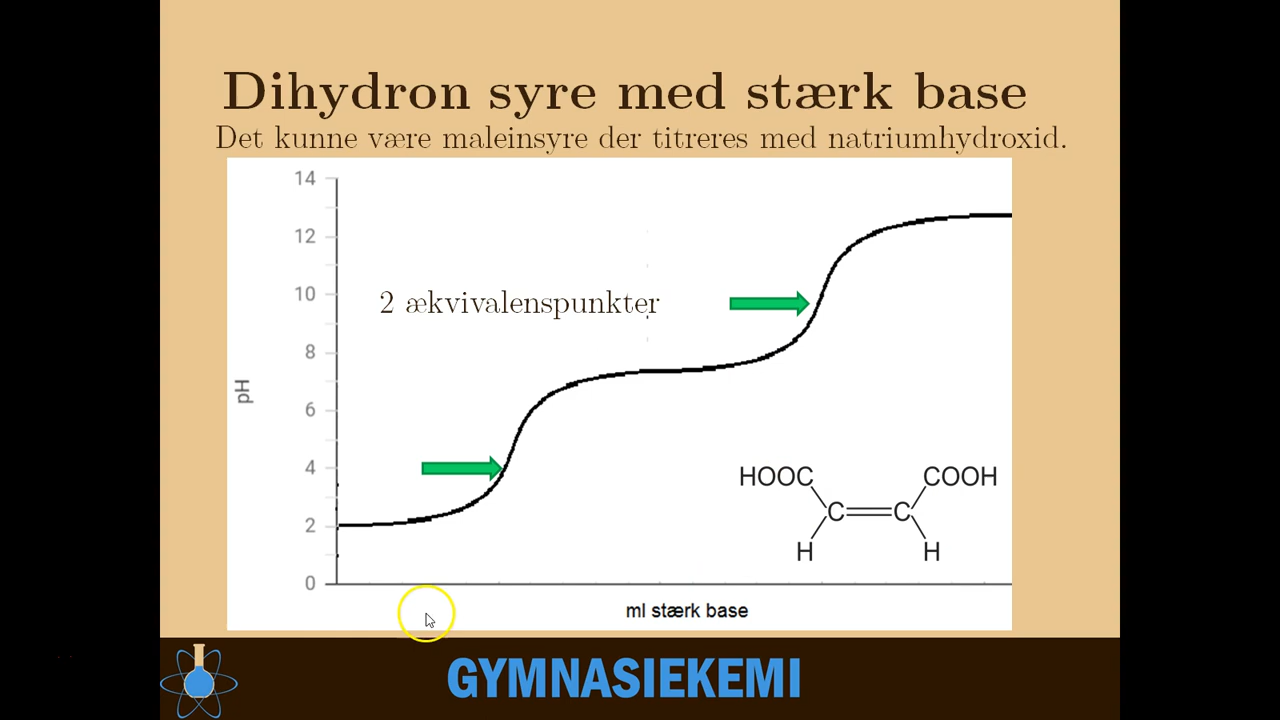 Dihydron syre med stærk base
Det kunne være maleinsyre der titreres med natriumhydroxid.
14
12
10
8
6
4
2
0
pH
2 ækvivalenspunkter
HOOC
COOH
C
C
H
H
ml stærk base
GYMNASIEKEMI